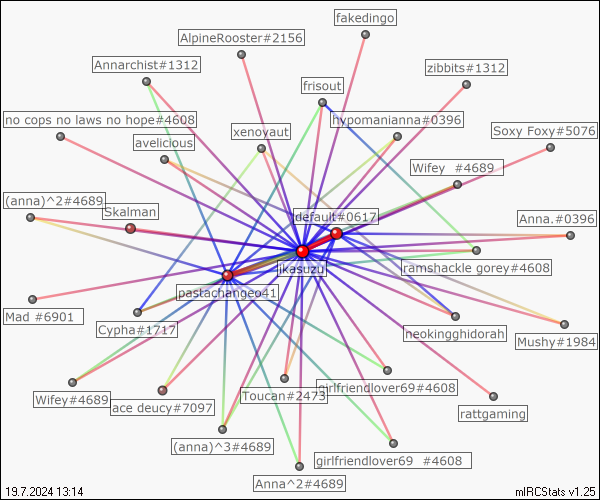 fakedingo
AlpineRooster#2156
Annarchist#1312
zibbits#1312
frisout
no cops no laws no hope#4608
hypomanianna#0396
xenovaut
Soxy Foxy#5076
avelicious
Wifey_#4689
(anna)^2#4689
Skalman
default#0617
Anna.#0396
ikasuzu
ramshackle gorey#4608
pastachangeo41
Mad #6901
Cypha#1717
neokingghidorah
Mushy#1984
Wifey#4689
ace deucy#7097
Toucan#2473
girlfriendlover69#4608
rattgaming
(anna)^3#4689
girlfriendlover69 #4608
Anna^2#4689
19.7.2024 13:14
mIRCStats v1.25